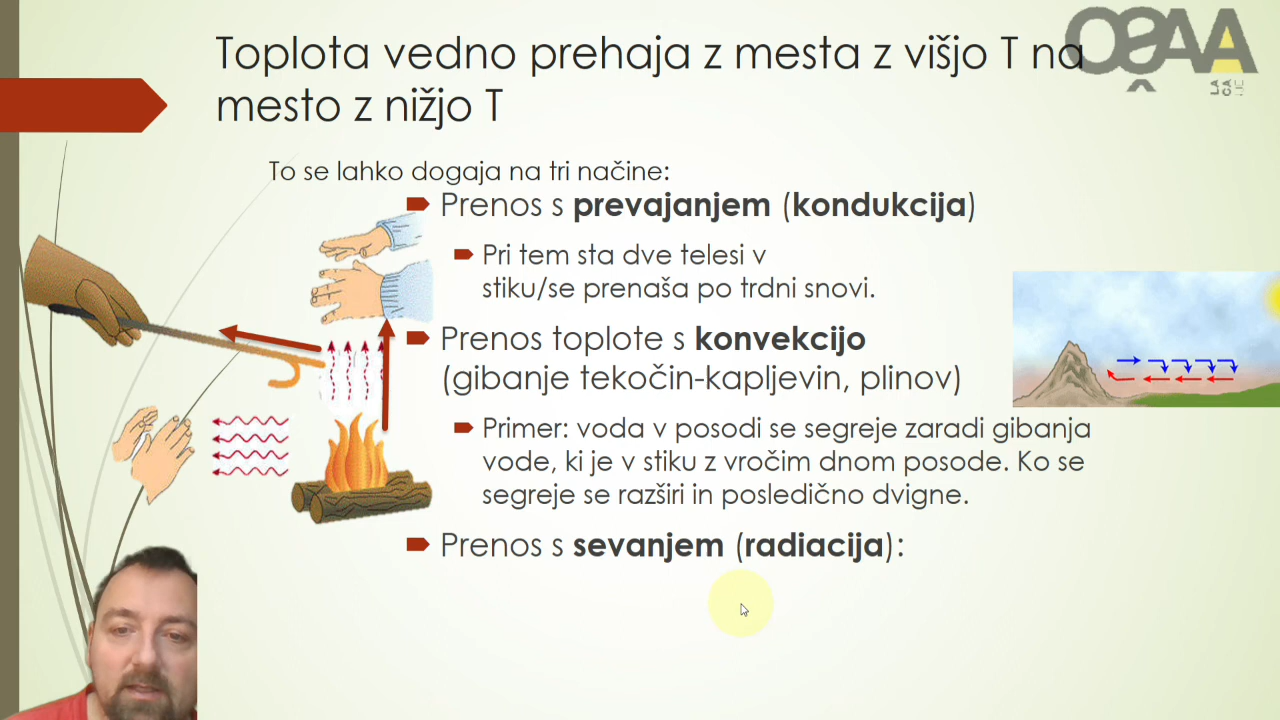 Toplota vedno prehaja z mesta z višjo T na
mesto z nižjo T
To se lahko dogaja na tri načine:
Prenos s prevajanjem (kondukcija)
Pri tem sta dve telesi v
stiku/se prenaša po trdni snovi.
Prenos toplote s konvekcijo
(gibanje tekočin-kapljevin, plinov)
Primer: voda v posodi se segreje zaradi gibanja
vode, ki je v stiku z vročim dnom posode. Ko se
segreje se razširi in posledično dvigne.
Prenos s sevanjem (radiacija):